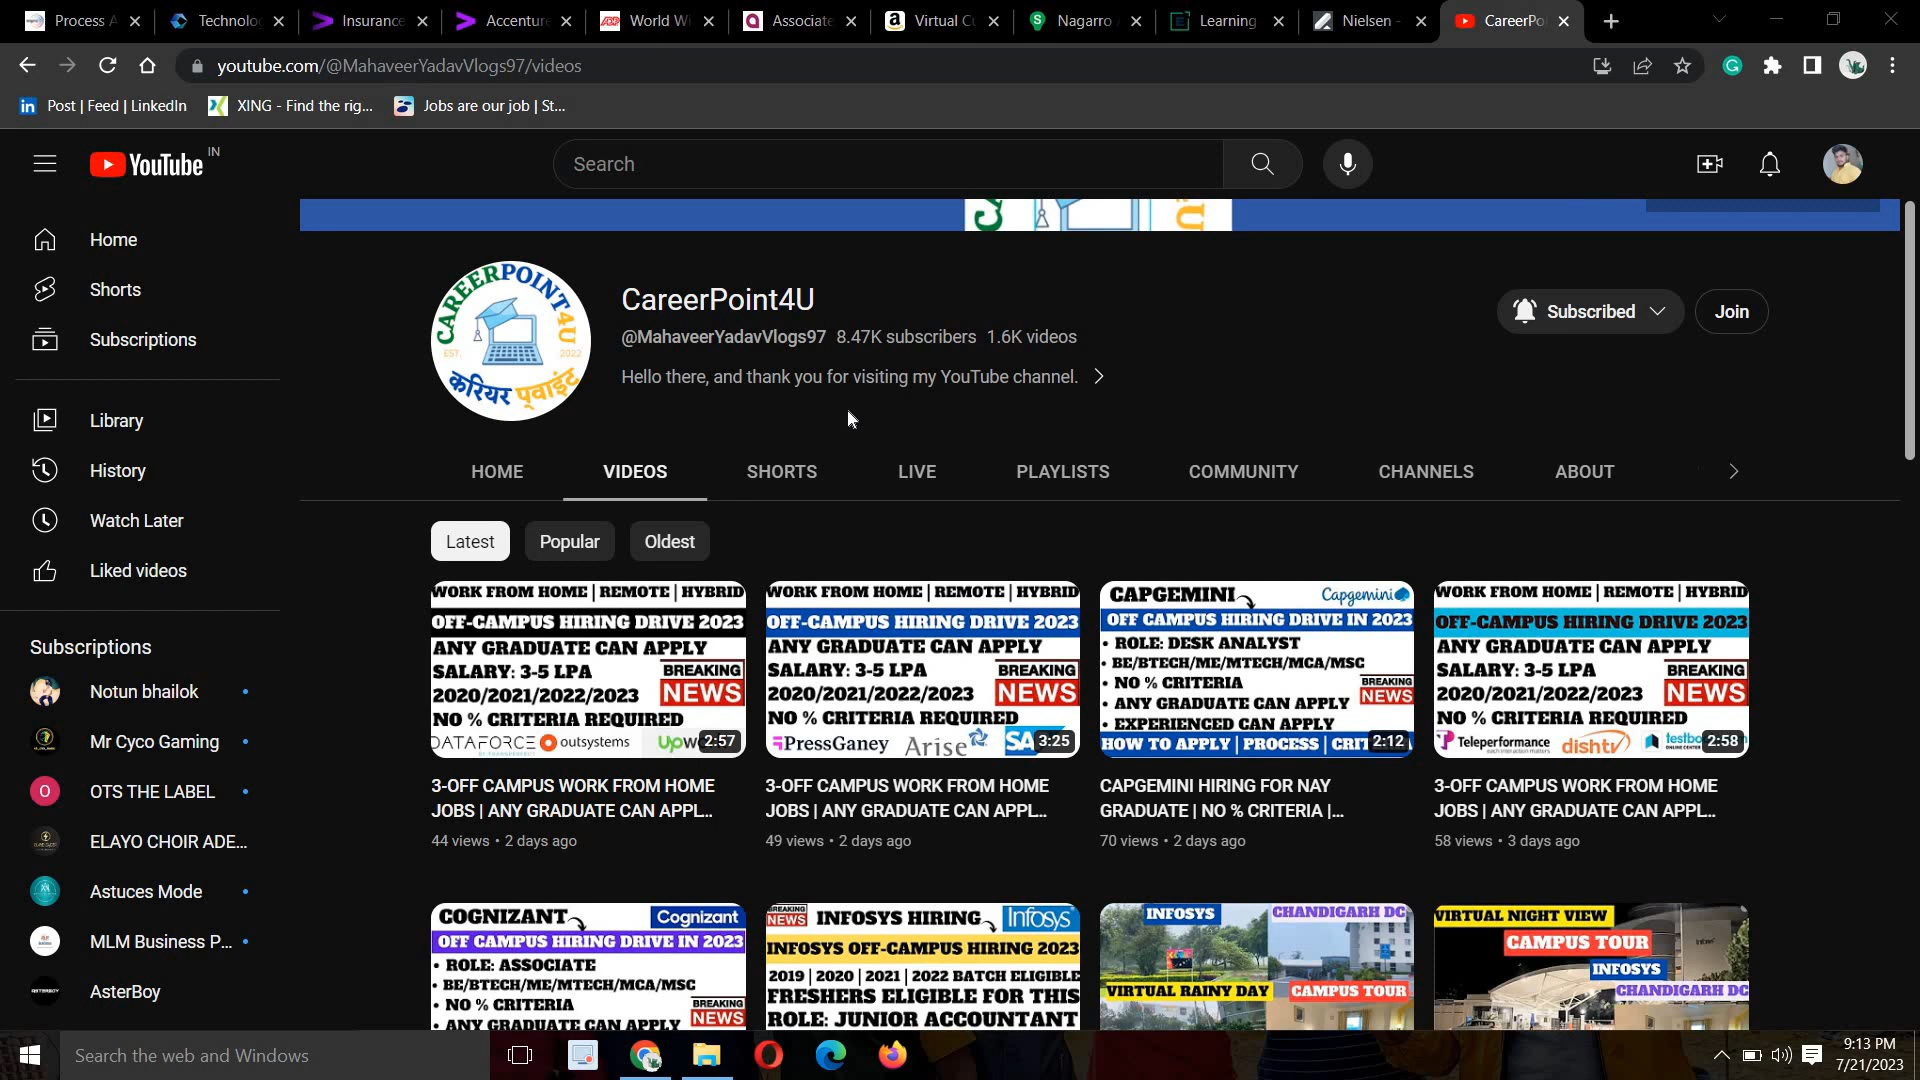 Process A
Technolog
Insurance
Accenture
World Wi
Associate
Virtual Cu
Nagarro
Learning
Nielsen -
CareerPo
youtube.com/@MahaveerYadavVlogs97/videos
Post | Feed | LinkedIn
XING - Find the rig...
Jobs are our job | St...
YouTube IN
Search
Home
Shorts
Subscriptions
Library
History
Watch Later
Liked videos
Subscriptions
Notun bhailok
Mr Cyco Gaming
OTS THE LABEL
ELAYO CHOIR ADE...
Astuces Mode
MLM Business P...
AsterBoy
CAREERPOINT4U
EST. 2022
करियर प्वाइंट
CareerPoint4U
@MahaveerYadavVlogs97 8.47K subscribers 1.6K videos
Hello there, and thank you for visiting my YouTube channel.
Subscribed
Join
HOME
VIDEOS
SHORTS
LIVE
PLAYLISTS
COMMUNITY
CHANNELS
ABOUT
Latest
Popular
Oldest
WORK FROM HOME | REMOTE | HYBRID
OFF-CAMPUS HIRING DRIVE 2023
ANY GRADUATE CAN APPLY
SALARY: 3-5 LPA
2020/2021/2022/2023
NO % CRITERIA REQUIRED
BREAKING
NEWS
DATAFORCE
outsystems
Upwo
2:57
3-OFF CAMPUS WORK FROM HOME
JOBS | ANY GRADUATE CAN APPL...
44 views • 2 days ago
WORK FROM HOME | REMOTE | HYBRID
OFF-CAMPUS HIRING DRIVE 2023
ANY GRADUATE CAN APPLY
SALARY: 3-5 LPA
2020/2021/2022/2023
NO % CRITERIA REQUIRED
BREAKING
NEWS
PressGaney
Arise
SA
3:25
3-OFF CAMPUS WORK FROM HOME
JOBS | ANY GRADUATE CAN APPL...
49 views • 2 days ago
CAPGEMINI
Capgemini
OFF CAMPUS HIRING DRIVE IN 2023
• ROLE: DESK ANALYST
• BE/BTECH/ME/MTECH/MCA/MSC
• NO % CRITERIA
• ANY GRADUATE CAN APPLY
• EXPERIENCED CAN APPLY
BREAKING
NEWS
HOW TO APPLY | PROCESS | CRIT
2:12
CAPGEMINI HIRING FOR NAY
GRADUATE | NO % CRITERIA |...
70 views • 2 days ago
WORK FROM HOME | REMOTE | HYBRID
OFF-CAMPUS HIRING DRIVE 2023
ANY GRADUATE CAN APPLY
SALARY: 3-5 LPA
2020/2021/2022/2023
NO % CRITERIA REQUIRED
BREAKING
NEWS
Teleperformance
each interaction matters
dishtv
testbo
2:58
3-OFF CAMPUS WORK FROM HOME
JOBS | ANY GRADUATE CAN APPL...
58 views • 3 days ago
COGNIZANT
Cognizant
OFF CAMPUS HIRING DRIVE IN 2023
• ROLE: ASSOCIATE
• BE/BTECH/ME/MTECH/MCA/MSC
• NO % CRITERIA
• ANY GRADUATE CAN APPLY
BREAKING
NEWS
BREAKING
NEWS
INFOSYS HIRING
Infosys
INFOSYS OFF-CAMPUS HIRING 2023
2019 | 2020 | 2021 | 2022 BATCH ELIGIBLE
FRESHERS ELIGIBLE FOR THIS
ROLE: JUNIOR ACCOUNTANT
INFOSYS
CHANDIGARH DC
VIRTUAL RAINY DAY
CAMPUS TOUR
VIRTUAL NIGHT VIEW
CAMPUS TOUR
INFOSYS
CHANDIGARH DC
Search the web and Windows
9:13 PM
7/21/2023